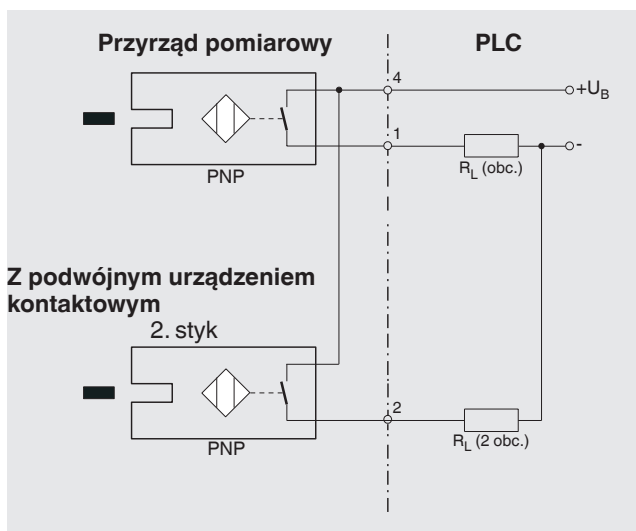 Przyrząd pomiarowy
PLC
4
+UB
1
-
RL (obc.)
PNP
Z podwójnym urządzeniem
kontaktowym
2. styk
2
RL (2 obc.)
PNP